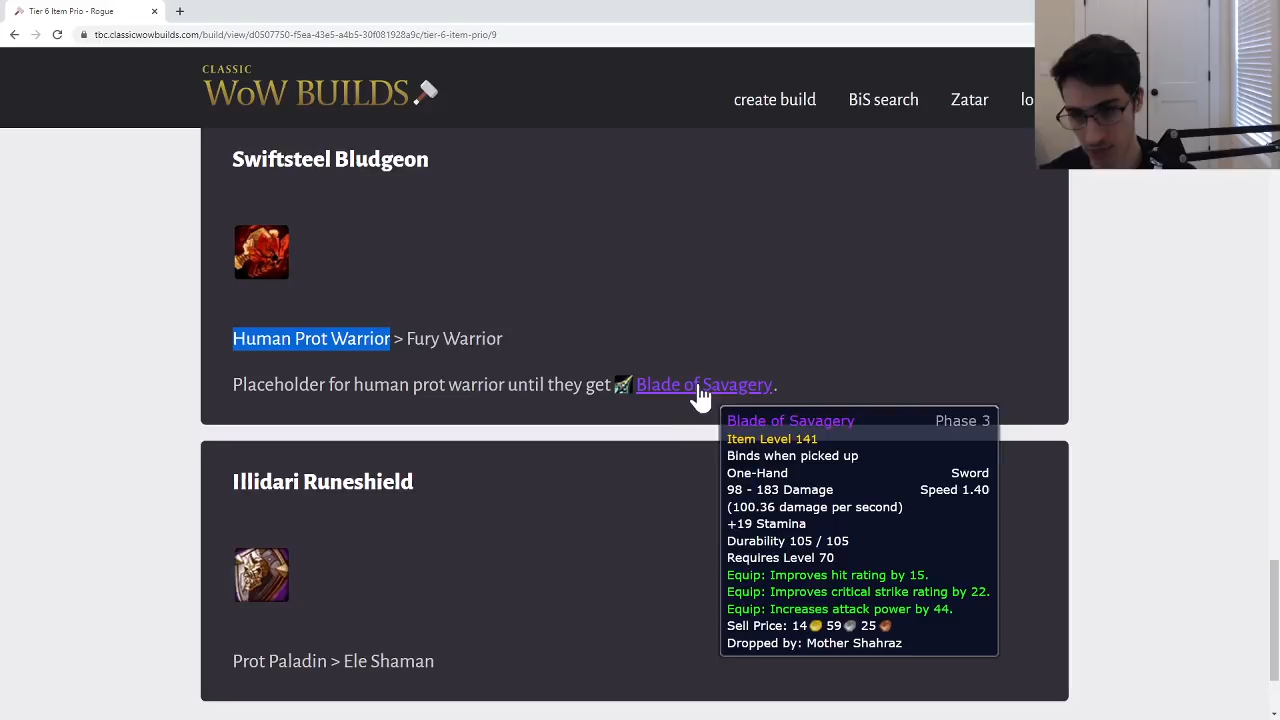 Tier 6 Item Prio - Rogue
tbc.classicwowbuilds.com/build/view/d0507750-f5ea-43e5-a4b5-30f081928a9c/tier-6-item-prio/9
CLASSIC
WoW BUILDS
create build
BiS search
Zatar
lo
Swiftsteel Bludgeon
Human Prot Warrior > Fury Warrior
Placeholder for human prot warrior until they get Blade of Savagery.
Blade of Savagery Phase 3
Item Level 141
Binds when picked up
One-Hand Sword
98 - 183 Damage Speed 1.40
(100.36 damage per second)
+19 Stamina
Durability 105 / 105
Requires Level 70
Equip: Improves hit rating by 15.
Equip: Improves critical strike rating by 22.
Equip: Increases attack power by 44.
Sell Price: 14 59 25
Dropped by: Mother Shahraz
Illidari Runeshield
Prot Paladin > Ele Shaman